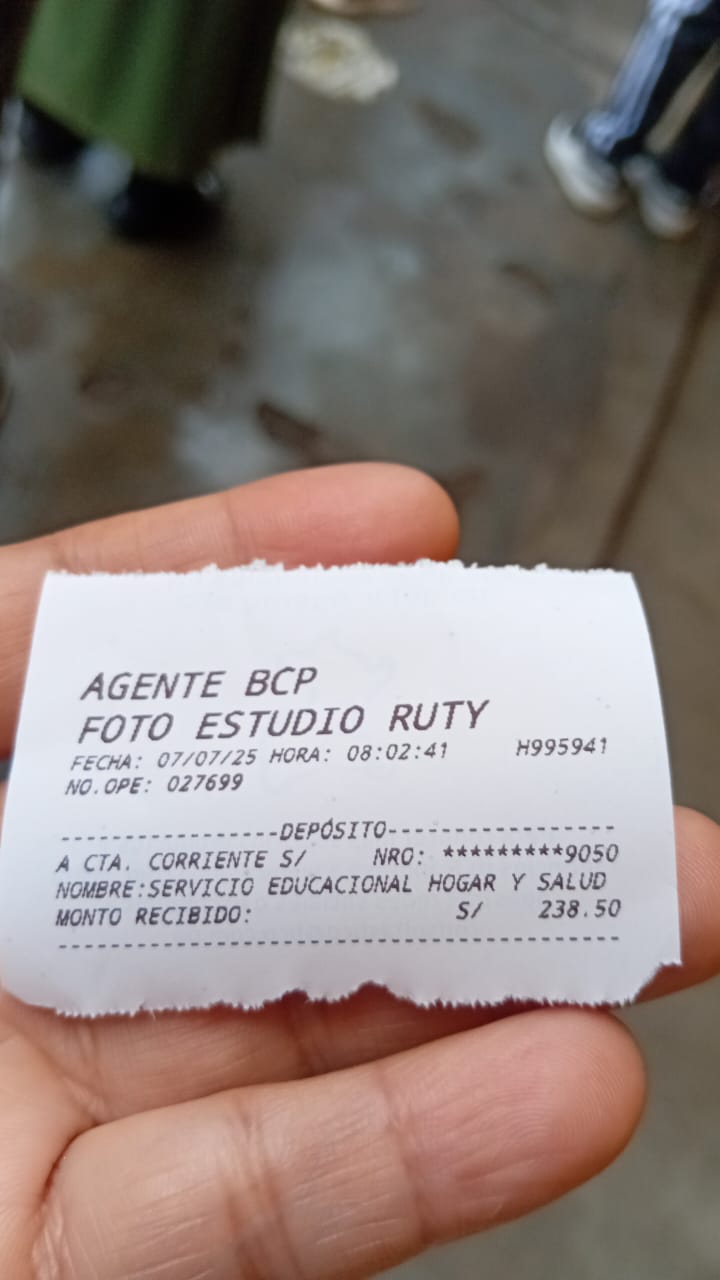 AGENTE BCP
FOTO ESTUDIO RUTY
FECHA: 07/07/25 HORA: 08:02:41 H995941
NO.OPE: 027699
-----------------DEPÓSITO------------------
A CTA. CORRIENTE S/ NRO: *********9050
NOMBRE:SERVICIO EDUCACIONAL HOGAR Y SALUD
MONTO RECIBIDO: S/ 238.50
--------------------------------------------